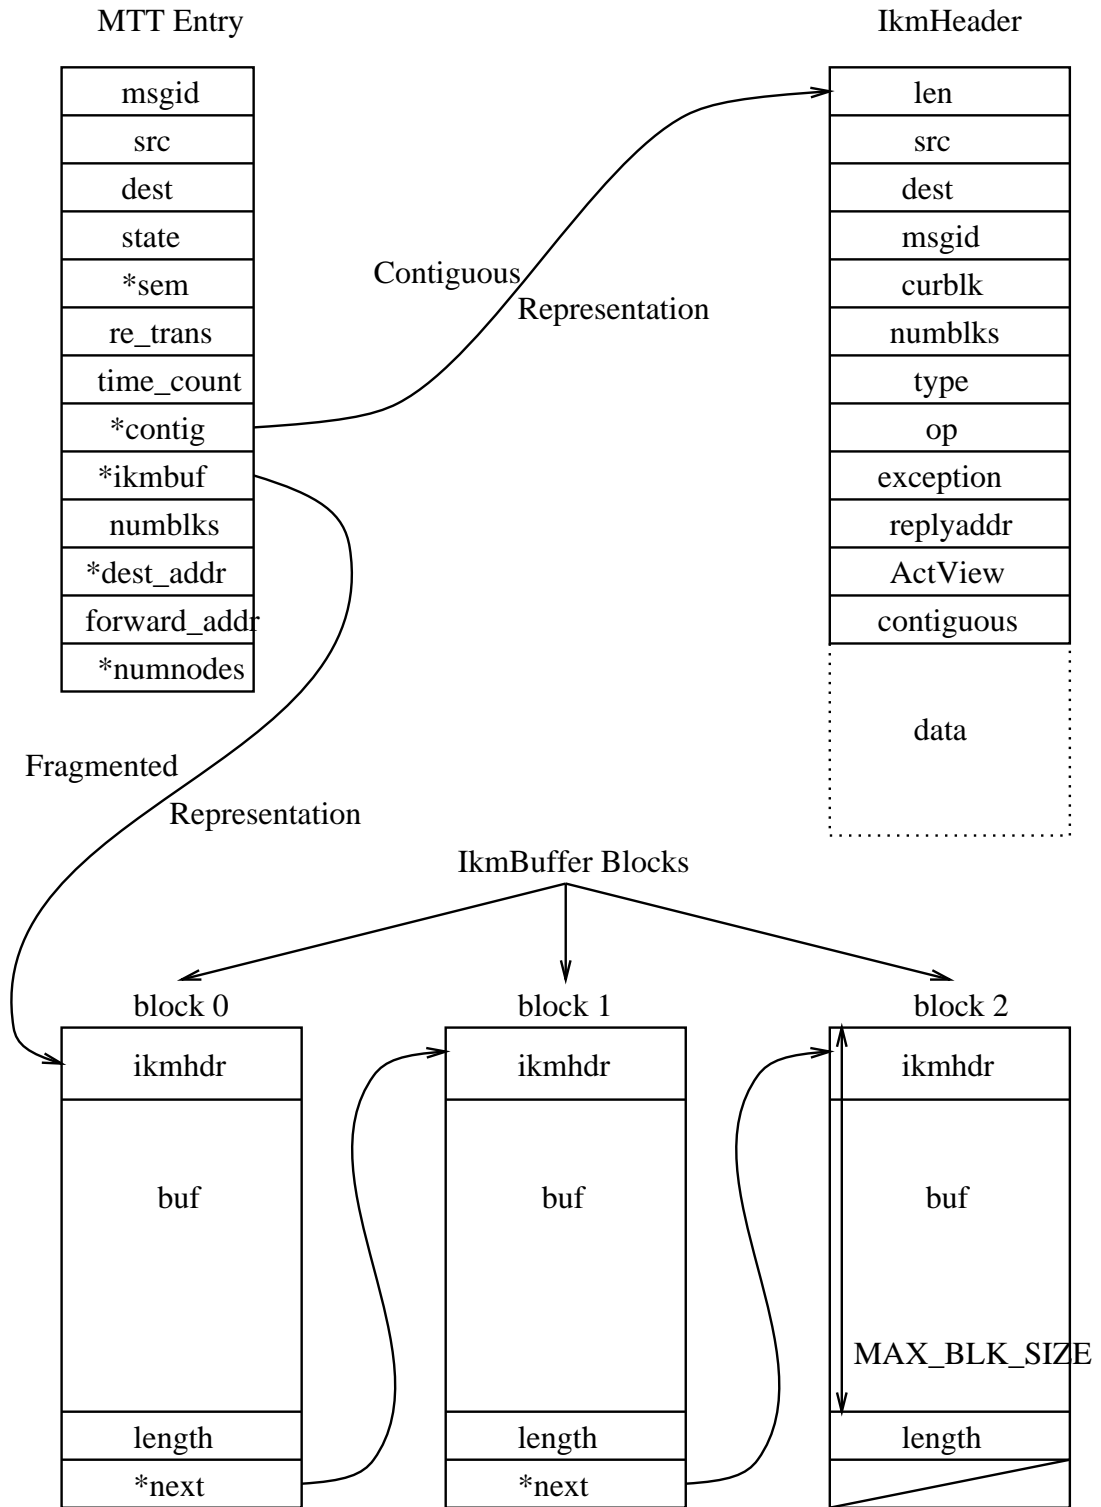 MTT Entry
msgid
src
dest
state
*sem
re_trans
time_count
*contig
*ikmbuf
numblks
*dest_addr
forward_addr
*numnodes
IkmHeader
len
src
dest
msgid
curblk
numblks
type
op
exception
replyaddr
ActView
contiguous
data
Contiguous
Representation
Fragmented
Representation
IkmBuffer Blocks
block 0
ikmhdr
buf
length
*next
block 1
ikmhdr
buf
length
*next
block 2
ikmhdr
buf
MAX_BLK_SIZE
length